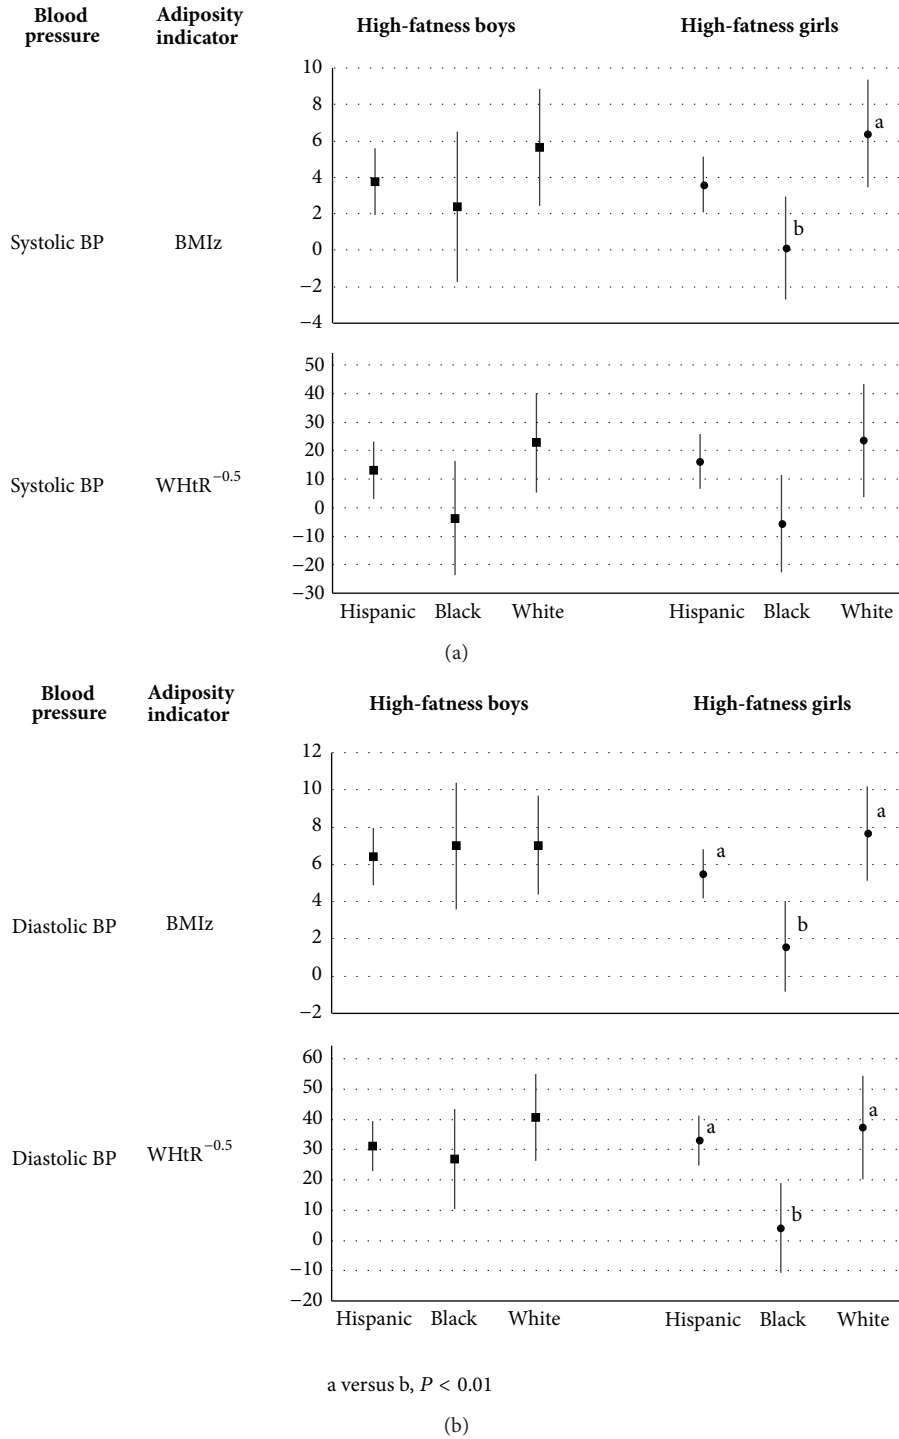 Blood pressure
Adiposity indicator
High-fatness boys
High-fatness girls
10
8
6
4
2
0
−2
−4
Systolic BP
BMIz
a
b
50
40
30
20
10
0
−10
−20
−30
Systolic BP
WHtR−0.5
Hispanic Black White Hispanic Black White
(a)
Blood pressure
Adiposity indicator
High-fatness boys
High-fatness girls
12
10
8
6
4
2
0
−2
Diastolic BP
BMIz
a
b
a
60
50
40
30
20
10
0
−10
−20
Diastolic BP
WHtR−0.5
a
b
a
Hispanic Black White Hispanic Black White
a versus b, P < 0.01
(b)